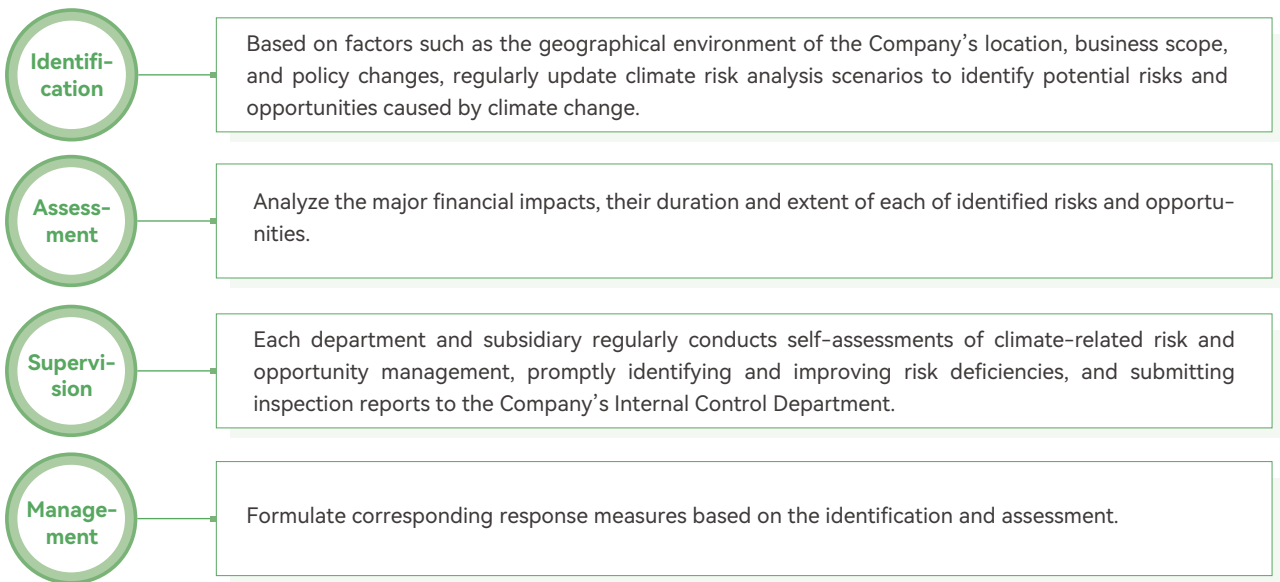 Identifi-
cation
Based on factors such as the geographical environment of the Company's location, business scope,
and policy changes, regularly update climate risk analysis scenarios to identify potential risks and
opportunities caused by climate change.
Assess-
ment
Analyze the major financial impacts, their duration and extent of each of identified risks and opportu-
nities.
Supervi-
sion
Each department and subsidiary regularly conducts self-assessments of climate-related risk and
opportunity management, promptly identifying and improving risk deficiencies, and submitting
inspection reports to the Company's Internal Control Department.
Manage-
ment
Formulate corresponding response measures based on the identification and assessment.